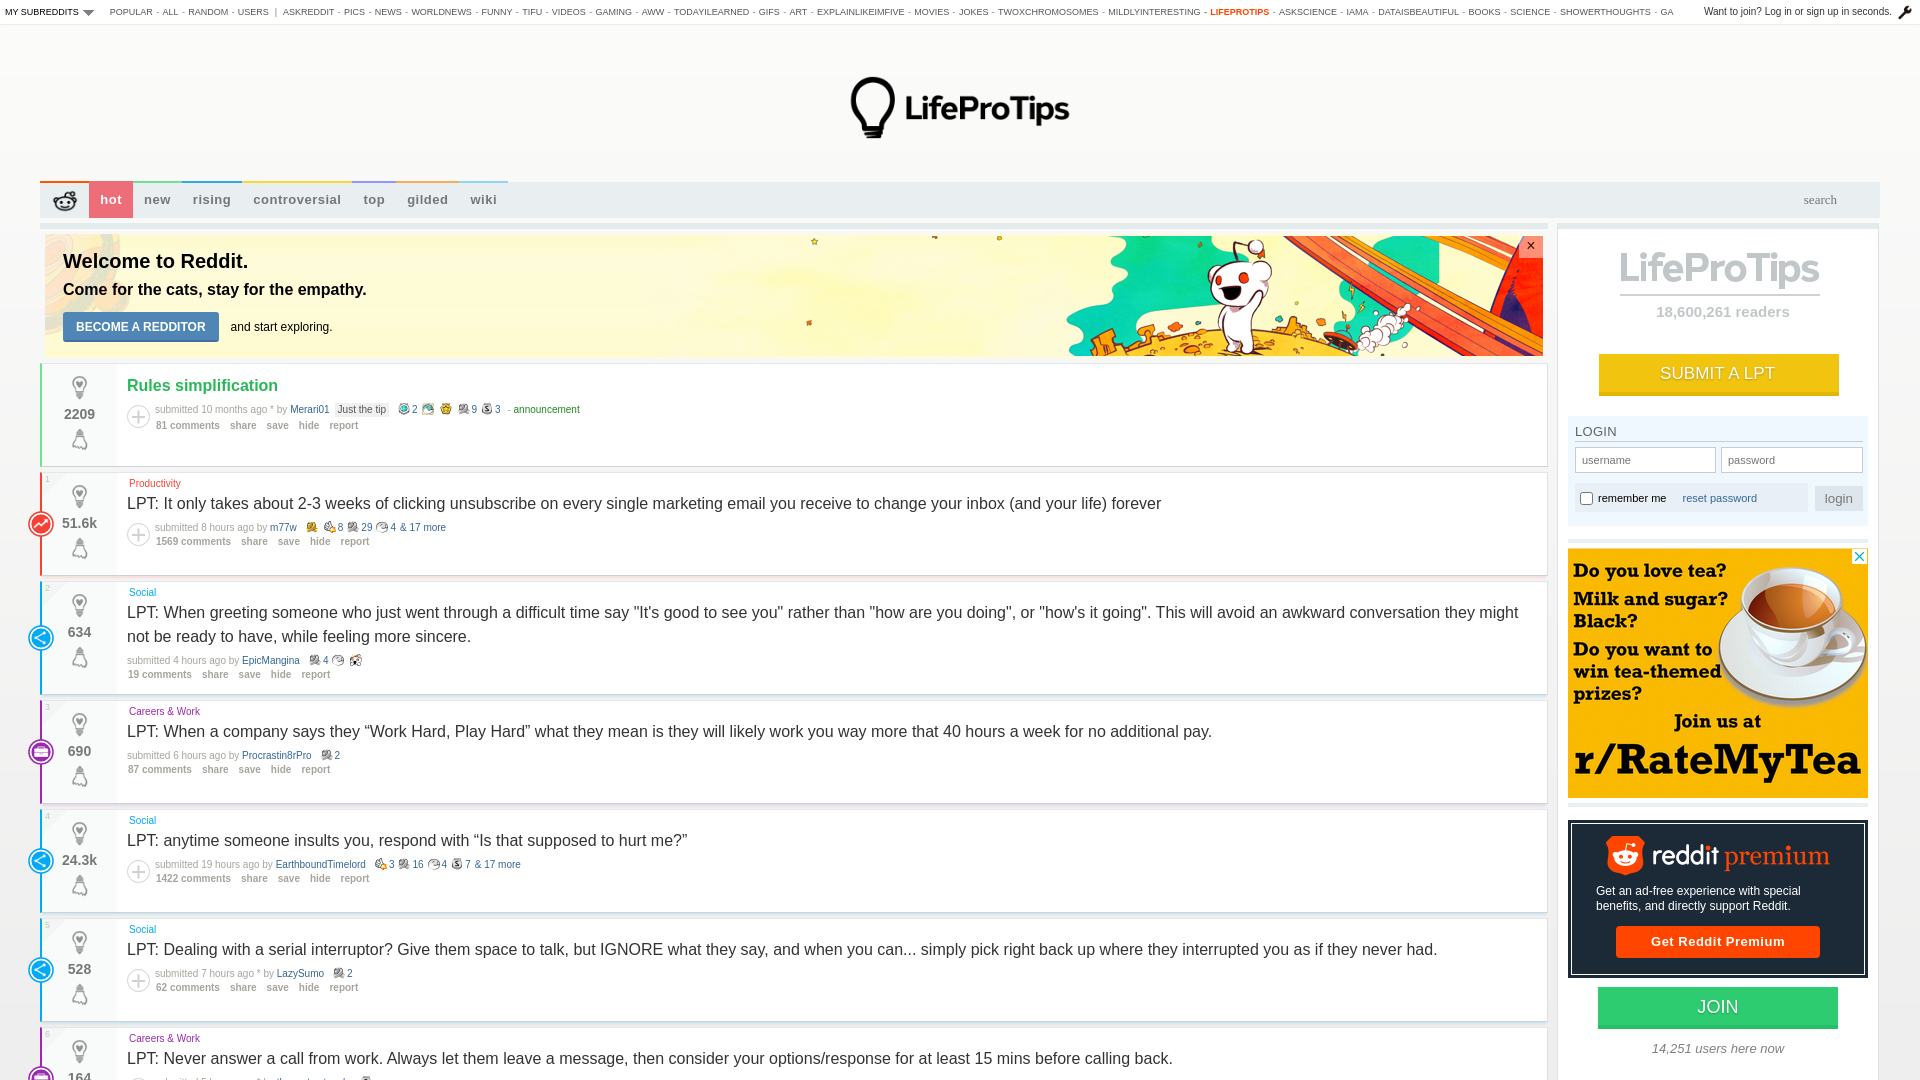 MY SUBREDDITS POPULAR - ALL - RANDOM - USERS | ASKREDDIT - PICS - NEWS - WORLDNEWS - FUNNY - TIFU - VIDEOS - GAMING - AWW - TODAYILEARNED - GIFS - ART - EXPLAINLIKEIMFIVE - MOVIES - JOKES - TWOXCHROMOSOMES - MILDLYINTERESTING - LIFEPROTIPS - ASKSCIENCE - IAMA - DATAISBEAUTIFUL - BOOKS - SCIENCE - SHOWERTHOUGHTS - GA
Want to join? Log in or sign up in seconds.
LifeProTips
hot new rising controversial top gilded wiki search
Welcome to Reddit.
Come for the cats, stay for the empathy.
BECOME A REDDITOR and start exploring.
×
2209
Rules simplification
submitted 10 months ago * by Merari01 Just the tip 2 9 3 - announcement
81 comments share save hide report
1
51.6k
Productivity
LPT: It only takes about 2-3 weeks of clicking unsubscribe on every single marketing email you receive to change your inbox (and your life) forever
submitted 8 hours ago by m77w 8 29 4 & 17 more
1569 comments share save hide report
2
634
Social
LPT: When greeting someone who just went through a difficult time say "It's good to see you" rather than "how are you doing", or "how's it going". This will avoid an awkward conversation they might
not be ready to have, while feeling more sincere.
submitted 4 hours ago by EpicMangina 4
19 comments share save hide report
3
690
Careers & Work
LPT: When a company says they “Work Hard, Play Hard” what they mean is they will likely work you way more that 40 hours a week for no additional pay.
submitted 6 hours ago by Procrastin8rPro 2
87 comments share save hide report
4
24.3k
Social
LPT: anytime someone insults you, respond with “Is that supposed to hurt me?”
submitted 19 hours ago by EarthboundTimelord 3 16 4 7 & 17 more
1422 comments share save hide report
5
528
Social
LPT: Dealing with a serial interruptor? Give them space to talk, but IGNORE what they say, and when you can... simply pick right back up where they interrupted you as if they never had.
submitted 7 hours ago * by LazySumo 2
62 comments share save hide report
6
164
Careers & Work
LPT: Never answer a call from work. Always let them leave a message, then consider your options/response for at least 15 mins before calling back.
LifeProTips
18,600,261 readers
SUBMIT A LPT
LOGIN
username password
remember me reset password login
Do you love tea?
Milk and sugar?
Black?
Do you want to
win tea-themed
prizes?
Join us at
r/RateMyTea
reddit premium
Get an ad-free experience with special
benefits, and directly support Reddit.
Get Reddit Premium
JOIN
14,251 users here now